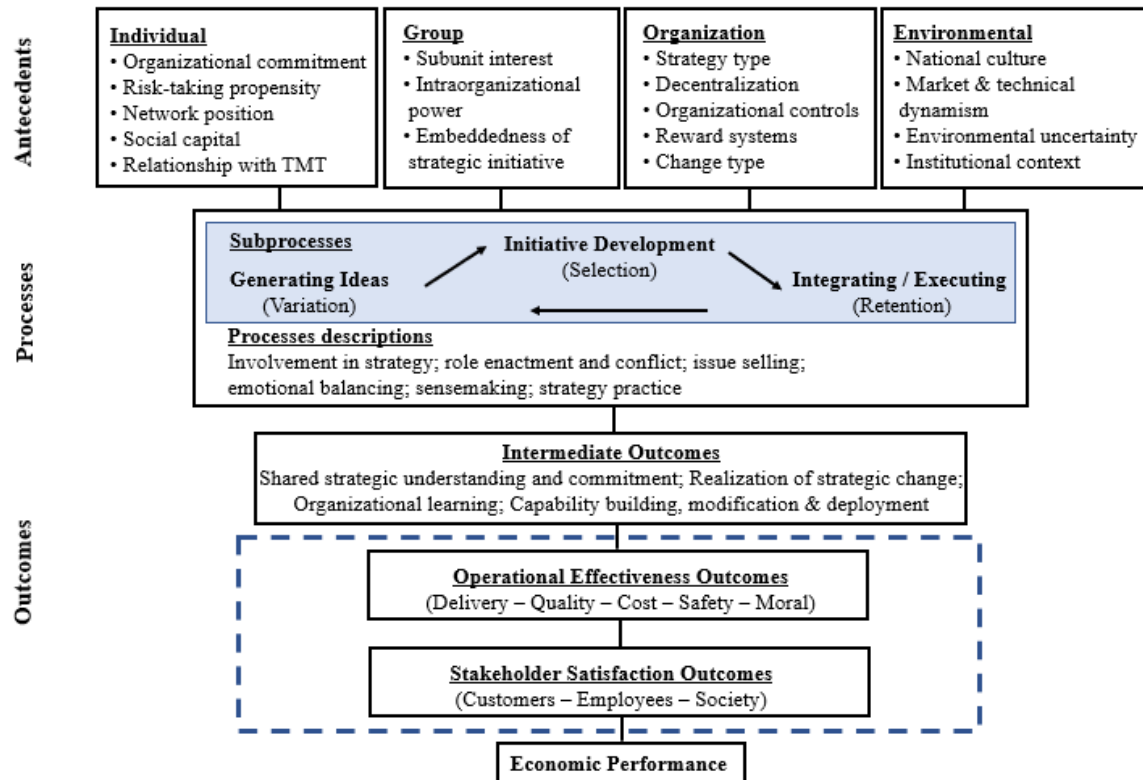 Antecedents
Individual
• Organizational commitment
• Risk-taking propensity
• Network position
• Social capital
• Relationship with TMT
Group
• Subunit interest
• Intraorganizational
power
• Embeddedness of
strategic initiative
Organization
• Strategy type
• Decentralization
• Organizational controls
• Reward systems
• Change type
Environmental
• National culture
• Market & technical
dynamism
• Environmental uncertainty
• Institutional context
Processes
Subprocesses
Generating Ideas
(Variation)
Initiative Development
(Selection)
Integrating / Executing
(Retention)
Processes descriptions
Involvement in strategy; role enactment and conflict; issue selling;
emotional balancing; sensemaking; strategy practice
Outcomes
Intermediate Outcomes
Shared strategic understanding and commitment; Realization of strategic change;
Organizational learning; Capability building, modification & deployment
Operational Effectiveness Outcomes
(Delivery – Quality – Cost – Safety – Moral)
Stakeholder Satisfaction Outcomes
(Customers – Employees – Society)
Economic Performance